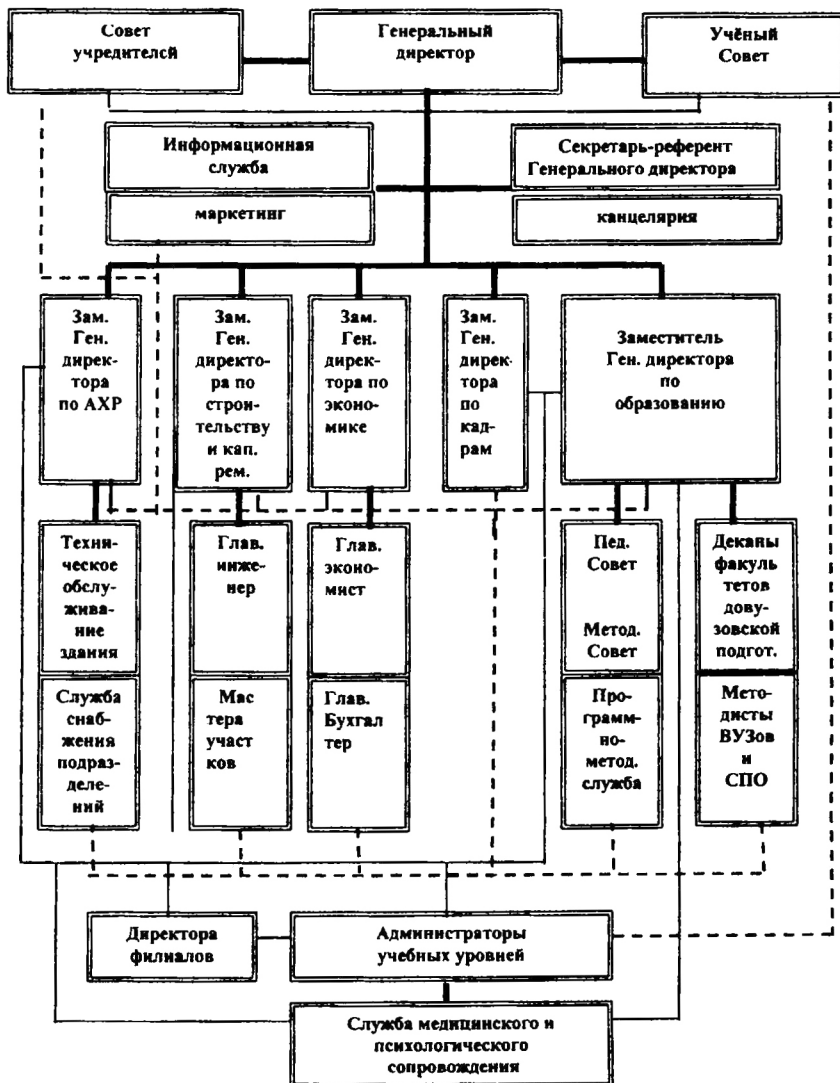 Совет
учредителей
Генеральный
директор
Учёный
Совет
Информационная
служба
Секретарь-референт
Генерального директора
маркетинг
канцелярия
Зам.
Ген.
дирек-
тора
по АХР
Зам.
Ген.
директо-
ра по
строи-
тельству
и кап.
рем.
Зам.
Ген.
дирек-
тора по
эконо-
мике
Зам.
Ген.
дирек-
тора
по
кад-
рам
Заместитель
Ген. директора
по
образованию
Техни-
ческое
обслу-
жива-
ние
здания
Глав.
инже-
нер
Глав.
эконо-
мист
Пед.
Совет
Метод.
Совет
Деканы
факуль
тетов
дову-
зовской
подгот.
Служба
снаб-
жения
подраз-
деле-
ний
Мас
тера
участ
ков
Глав.
Бухгал
тер
Про-
грамм-
но-
метод.
служба
Мето-
дисты
ВУЗов
и
СПО
Директора
филиалов
Администраторы
учебных уровней
Служба медицинского и
психологического
сопровождения